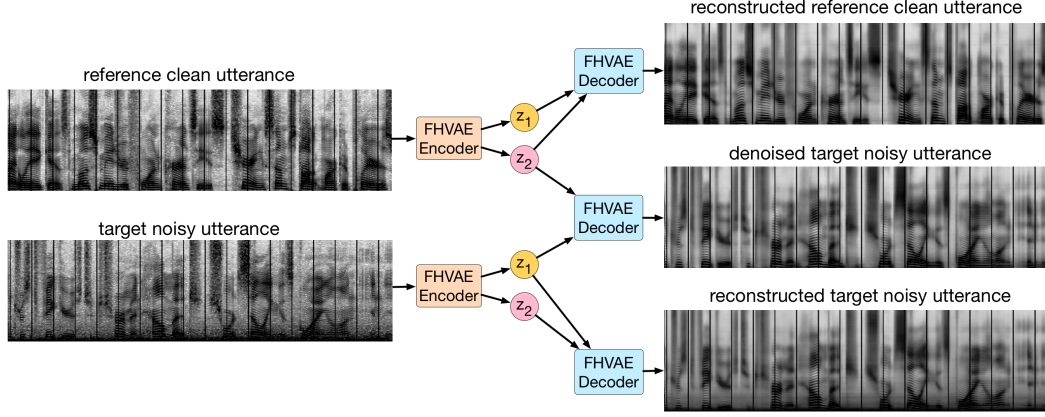 reconstructed reference clean utterance
reference clean utterance
FHVAE
Decoder
z1
FHVAE
Encoder
z2
denoised target noisy utterance
target noisy utterance
FHVAE
Decoder
z1
FHVAE
Encoder
z2
reconstructed target noisy utterance
FHVAE
Decoder